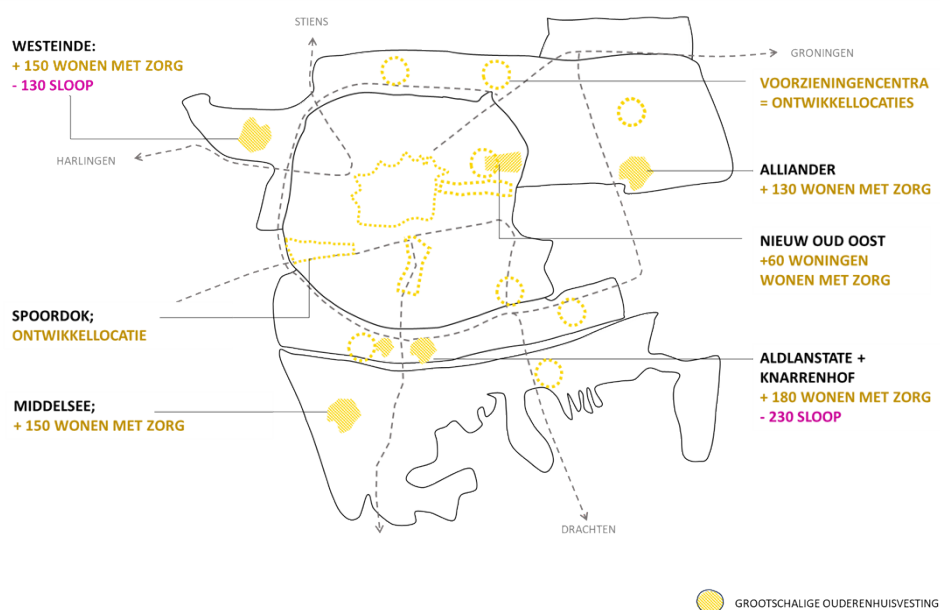 STIENS
WESTEINDE:
+ 150 WONEN MET ZORG
- 130 SLOOP
GRONINGEN
VOORZIENINGENCENTRA
= ONTWIKKELLOCATIES
HARLINGEN
ALLIANDER
+ 130 WONEN MET ZORG
NIEUW OUD OOST
+60 WONINGEN
WONEN MET ZORG
SPOORDOK;
ONTWIKKELLOCATIE
ALDLANSTATE +
KNARRENHOF
+ 180 WONEN MET ZORG
- 230 SLOOP
MIDDELSEE;
+ 150 WONEN MET ZORG
DRACHTEN
GROOTSCHALIGE OUDERENHUISVESTING